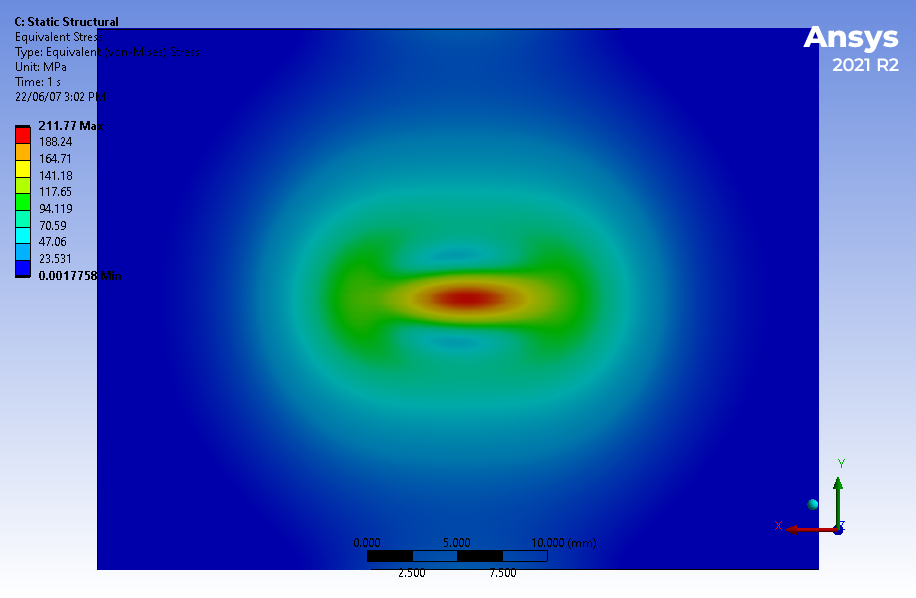 C: Static Structural
Equivalent Stress
Type: Equivalent (von-Mises) Stress
Unit: MPa
Time: 1 s
22/06/07 3:02 PM
211.77 Max
188.24
164.71
141.18
117.65
94.119
70.59
47.06
23.531
0.0017758 Min
Ansys
2021 R2
Y
X
Z
0.000 5.000 10.000 (mm)
2.500 7.500